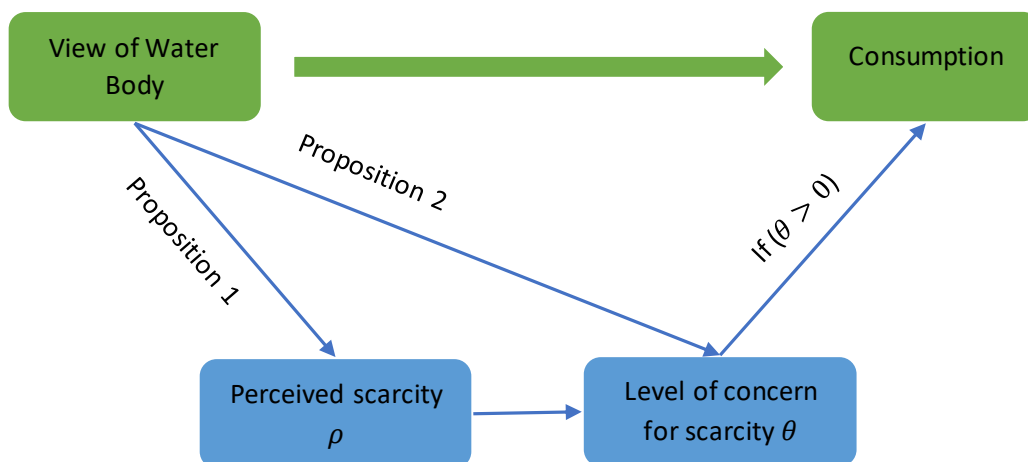 View of Water
Body
Consumption
Proposition 1
Proposition 2
If (θ > 0)
Perceived scarcity
ρ
Level of concern
for scarcity θ